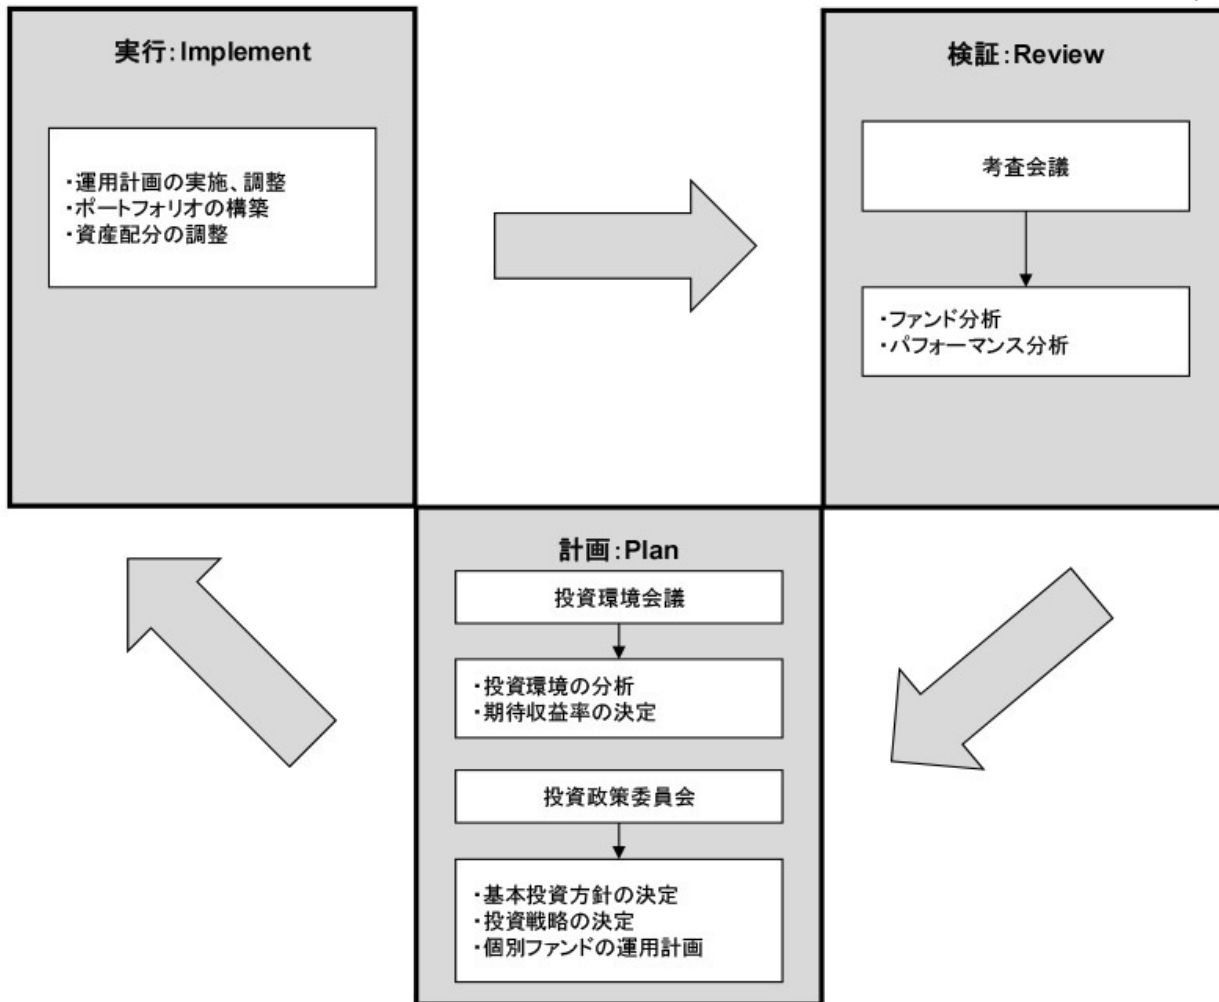 実行:Implement
・運用計画の実施、調整
・ポートフォリオの構築
・資産配分の調整
検証:Review
考査会議
・ファンド分析
・パフォーマンス分析
計画:Plan
投資環境会議
・投資環境の分析
・期待収益率の決定
投資政策委員会
・基本投資方針の決定
・投資戦略の決定
・個別ファンドの運用計画